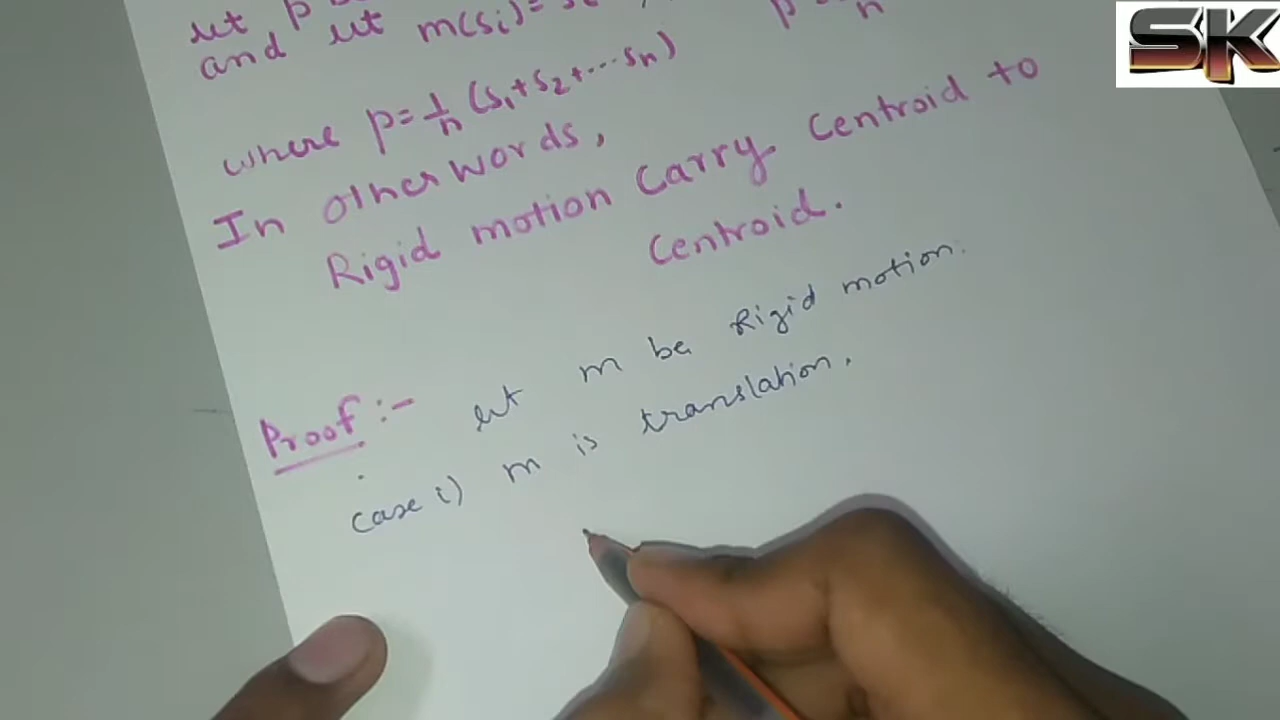 let p
and let m(si)= s
p = n
where p = 1/n (s1+s2+...sn)
In other words,
Rigid motion carry centroid to
centroid.
Proof :- let m be Rigid motion.
case i) m is translation.
SK